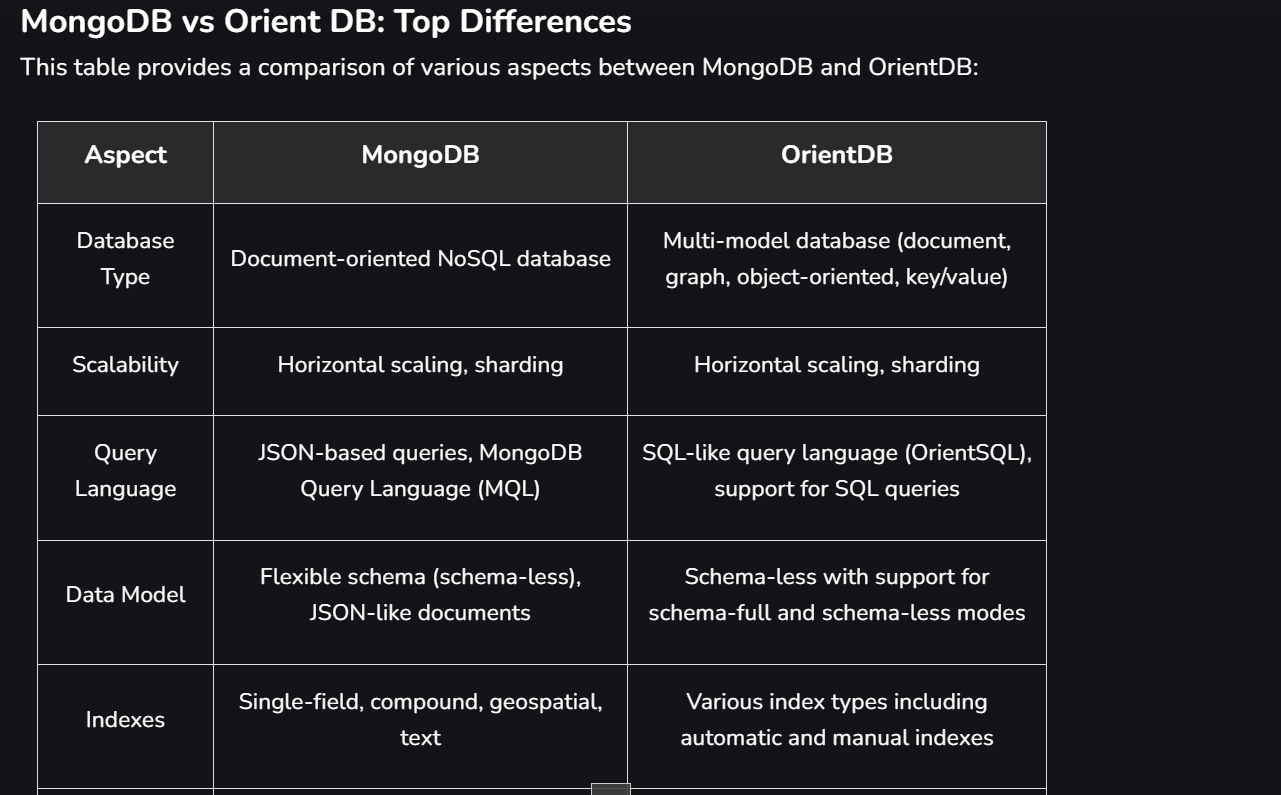 MongoDB vs Orient DB: Top Differences
This table provides a comparison of various aspects between MongoDB and OrientDB:
Aspect
MongoDB
OrientDB
Database
Type
Document-oriented NoSQL database
Multi-model database (document,
graph, object-oriented, key/value)
Scalability
Horizontal scaling, sharding
Horizontal scaling, sharding
Query
Language
JSON-based queries, MongoDB
Query Language (MQL)
SQL-like query language (OrientSQL),
support for SQL queries
Data Model
Flexible schema (schema-less),
JSON-like documents
Schema-less with support for
schema-full and schema-less modes
Indexes
Single-field, compound, geospatial,
text
Various index types including
automatic and manual indexes